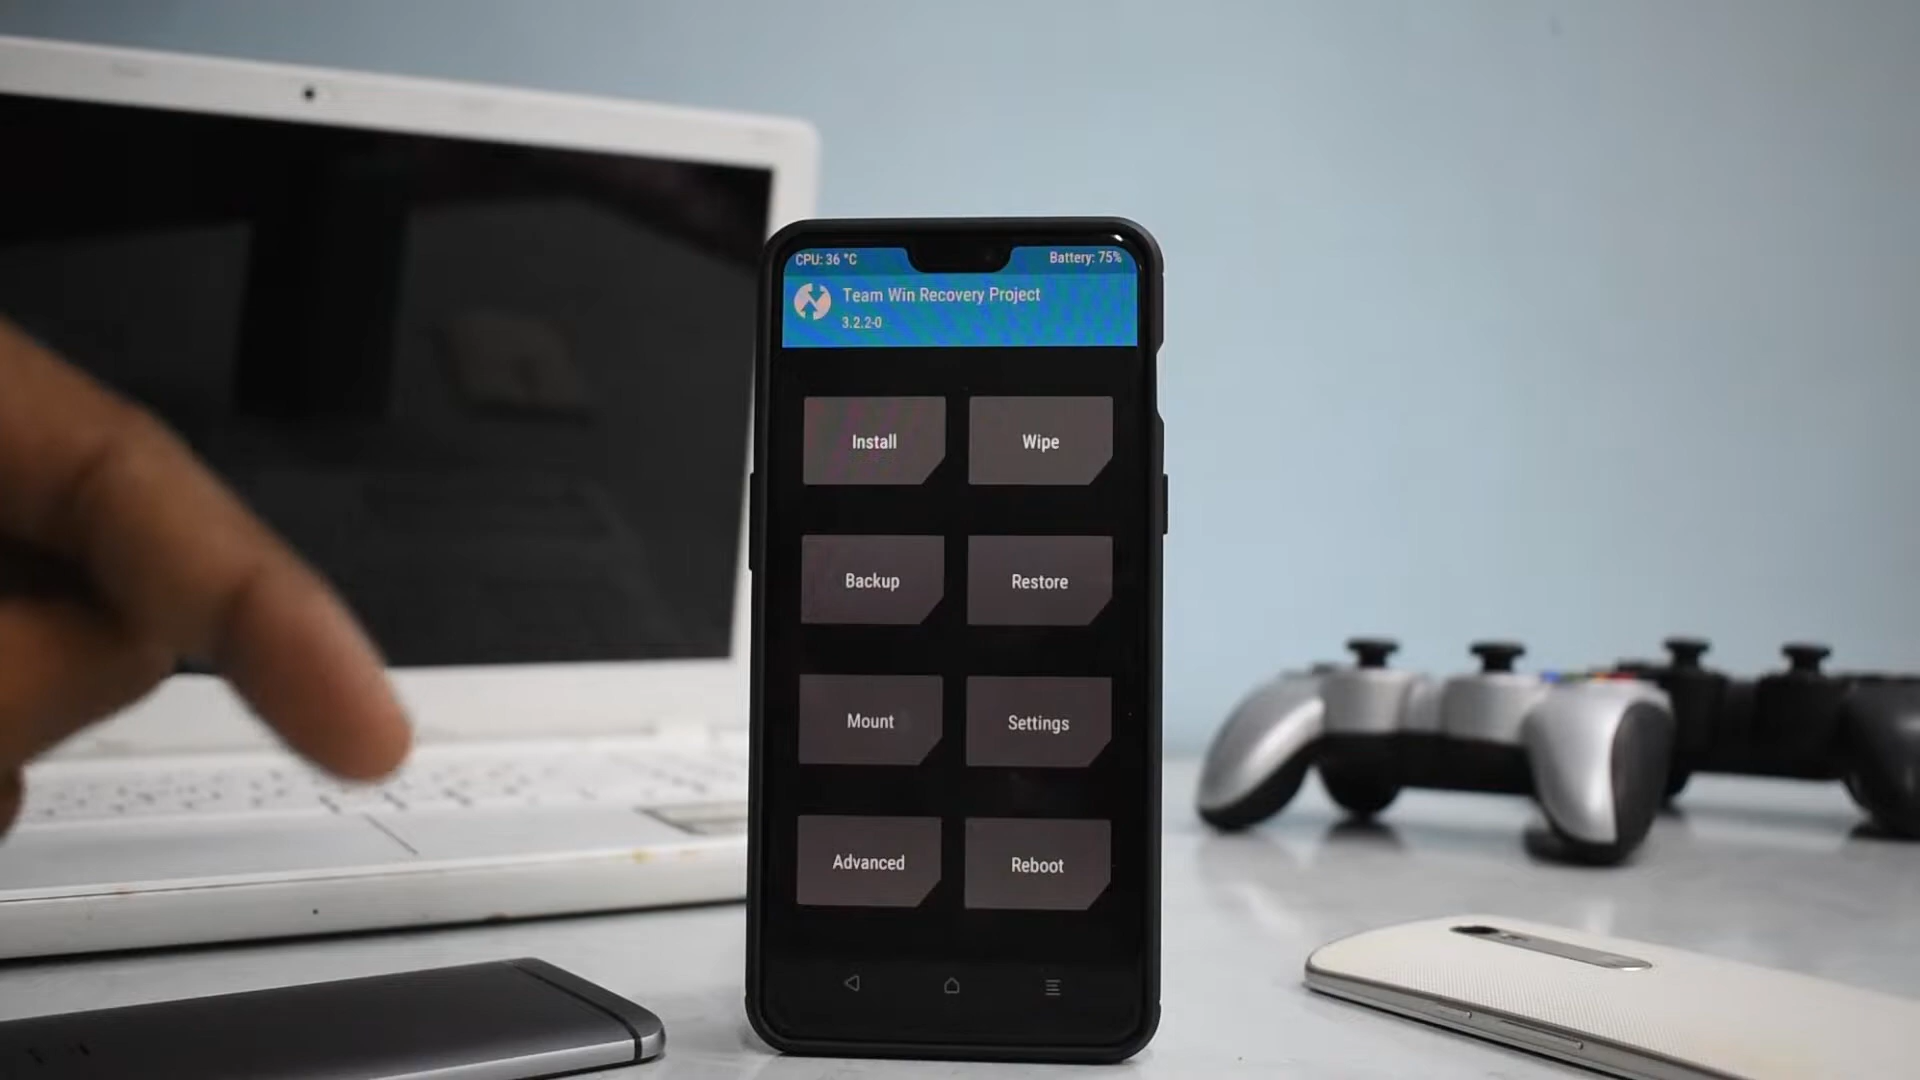 CPU: 36 °C
Battery: 75%
Team Win Recovery Project
3.2.2-0
Install
Wipe
Backup
Restore
Mount
Settings
Advanced
Reboot